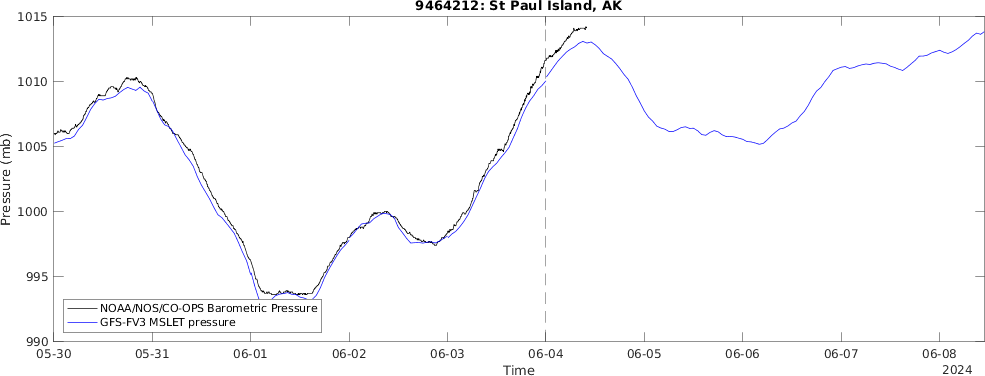 9464212: St Paul Island, AK
1015
1010
1005
1000
995
990
Pressure (mb)
NOAA/NOS/CO-OPS Barometric Pressure
GFS-FV3 MSLET pressure
05-30 05-31 06-01 06-02 06-03 06-04 06-05 06-06 06-07 06-08
Time
2024